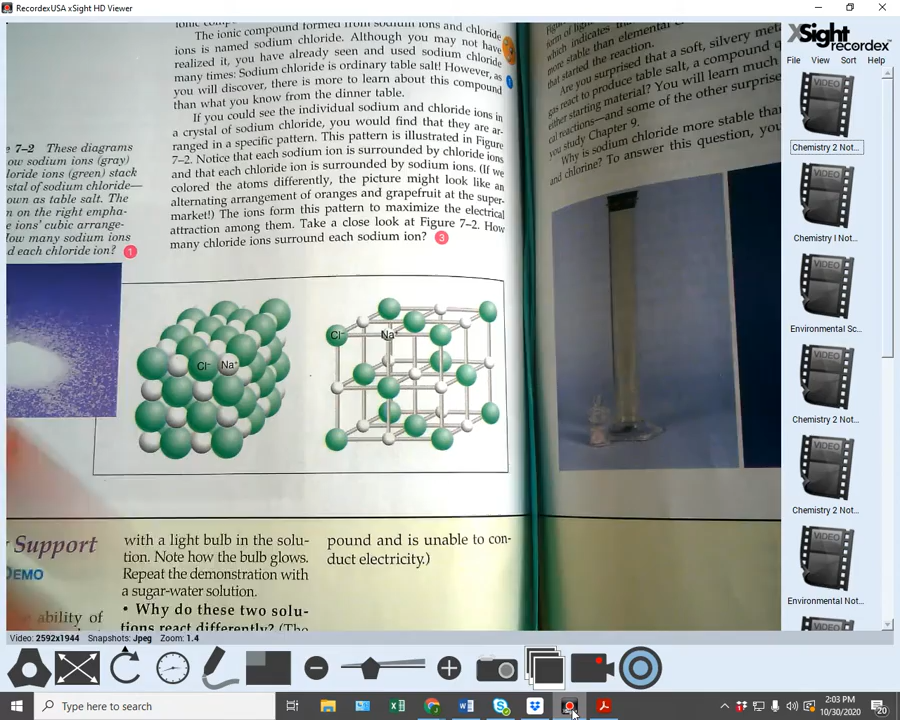 RecordexUSA xSight HD Viewer
XSight
recordex
File View Sort Help
The ionic compound formed from sodium ions and chloride
ions is named sodium chloride. Although you may not have
realized it, you have already seen and used sodium chloride
many times: Sodium chloride is ordinary table salt! However, as
you will discover, there is more to learn about this compound
than what you know from the dinner table.
If you could see the individual sodium and chloride ions in
a crystal of sodium chloride, you would find that they are ar-
ranged in a specific pattern. This pattern is illustrated in Figure
7-2. Notice that each sodium ion is surrounded by chloride ions
and that each chloride ion is surrounded by sodium ions. (If we
colored the atoms differently, the picture might look like an
alternating arrangement of oranges and grapefruit at the super-
market!) The ions form this pattern to maximize the electrical
attraction among them. Take a close look at Figure 7-2. How
many chloride ions surround each sodium ion? 3
e 7-2 These diagrams
ow sodium ions (gray)
loride ions (green) stack
stal of sodium chloride—
own as table salt. The
m on the right empha-
e ions' cubic arrange-
How many sodium ions
d each chloride ion? 1
form of light
which indicates tha
more stable than elemental
that started the reaction.
Are you surprised that a soft, silvery meta
gas react to produce table salt, a compound q
either starting material? You will learn much
cal reactions—and some of the other surprise
you study Chapter 9.
Why is sodium chloride more stable than
and chlorine? To answer this question, you
Cl⁻ Na⁺
Cl⁻ Na⁺
Support
DEMO
ability of
with a light bulb in the solu-
tion. Note how the bulb glows.
Repeat the demonstration with
a sugar-water solution.
• Why do these two solu-
tions react differently? (The
pound and is unable to con-
duct electricity.)
Chemistry 2 Not...
Chemistry I Not...
Environmental Sc...
Chemistry 2 Not...
Chemistry 2 Not...
Environmental Not...
Video: 2592x1944 Snapshots: Jpeg Zoom: 1.4
Type here to search
2:03 PM
10/30/2020
20